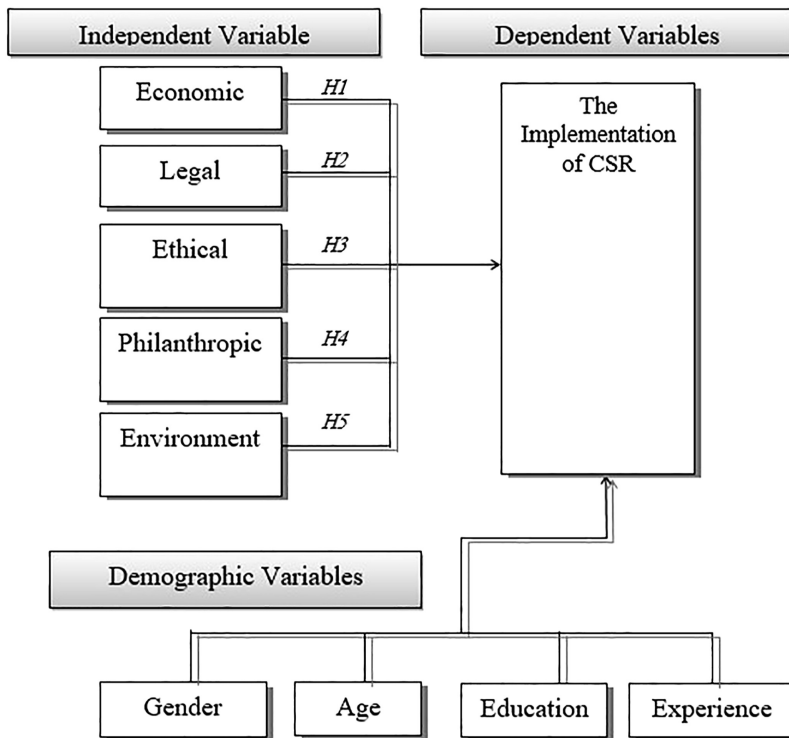 Independent Variable
Dependent Variables
Economic
H1
The
Implementation
of CSR
Legal
H2
Ethical
H3
Philanthropic
H4
Environment
H5
Demographic Variables
Gender
Age
Education
Experience